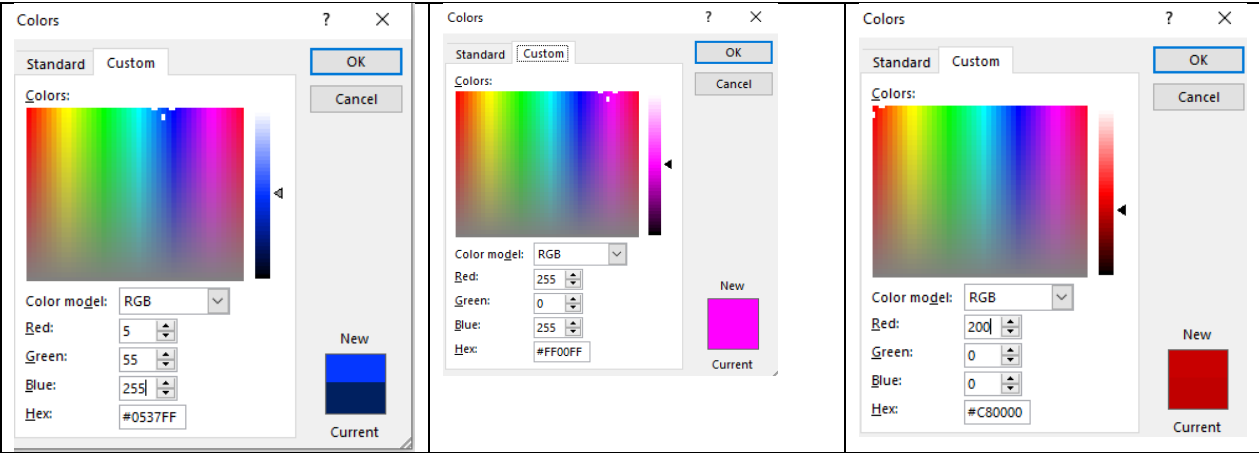 Colors ? ×
Standard Custom OK
Colors: Cancel
Color model: RGB
Red: 5
New
Green: 55
Blue: 255
Hex: #0537FF
Current
Colors ? ×
Standard Custom OK
Colors: Cancel
Color model: RGB
Red: 255
New
Green: 0
Blue: 255
Hex: #FF00FF
Current
Colors ? ×
Standard Custom OK
Colors: Cancel
Color model: RGB
Red: 200
New
Green: 0
Blue: 0
Hex: #C80000
Current